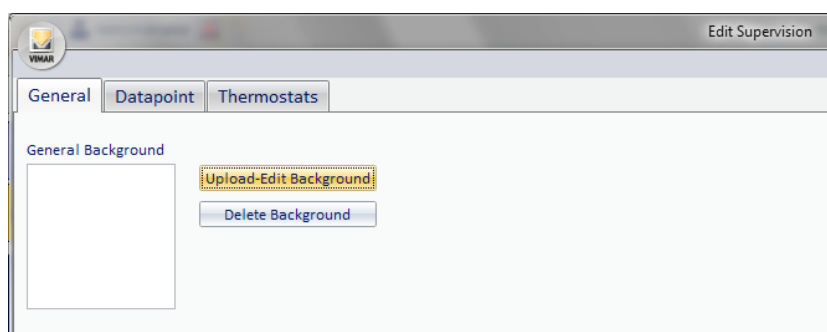 Edit Supervision
VIMAR
General Datapoint Thermostats
General Background
Upload-Edit Background
Delete Background